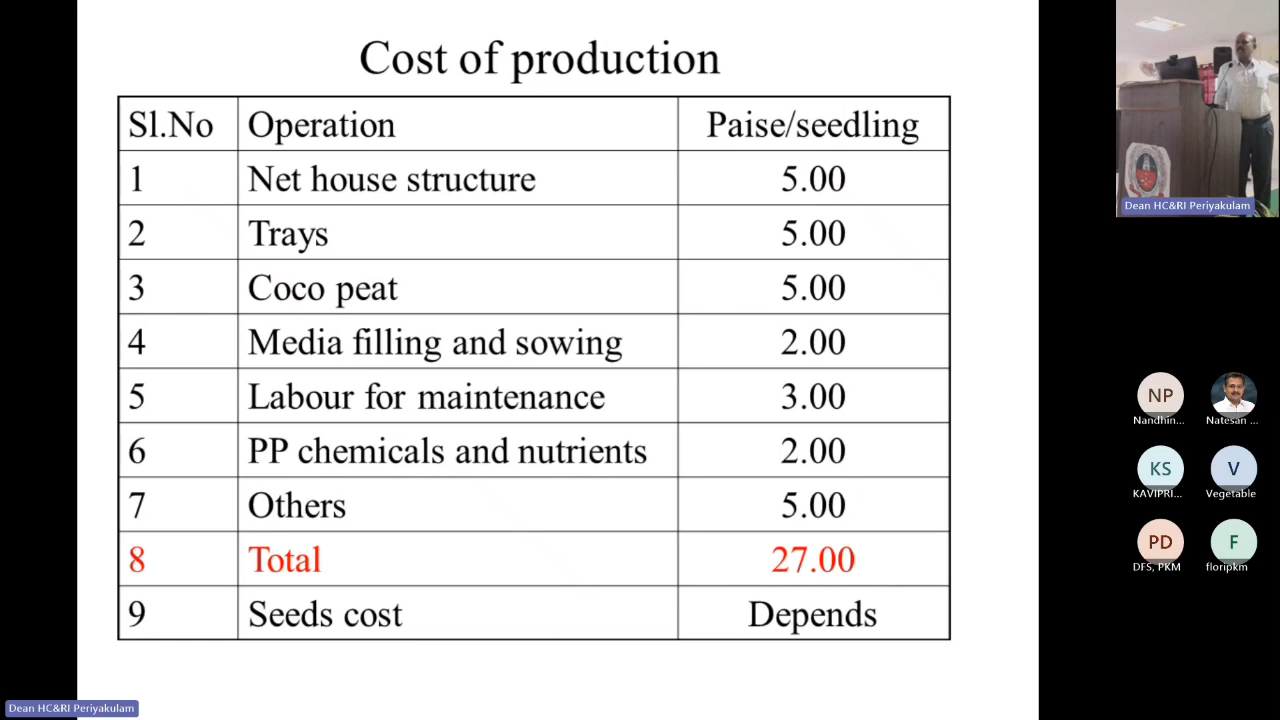 Cost of production
Sl.No Operation Paise/seedling
1 Net house structure 5.00
2 Trays 5.00
3 Coco peat 5.00
4 Media filling and sowing 2.00
5 Labour for maintenance 3.00
6 PP chemicals and nutrients 2.00
7 Others 5.00
8 Total 27.00
9 Seeds cost Depends
Dean HC&RI Periyakulam
Dean HC&RI Periyakulam
NP
Nandhin...
Natesan ...
KS V
KAVIPRI... Vegetable
PD F
DFS, PKM floripkm